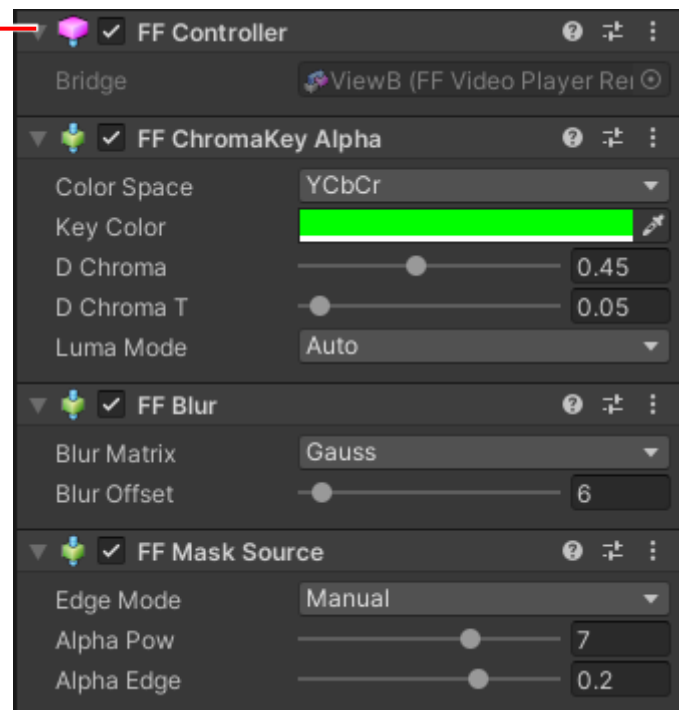 FF Controller
Bridge ViewB (FF Video Player Rei
FF ChromaKey Alpha
Color Space YCbCr
Key Color
D Chroma 0.45
D Chroma T 0.05
Luma Mode Auto
FF Blur
Blur Matrix Gauss
Blur Offset 6
FF Mask Source
Edge Mode Manual
Alpha Pow 7
Alpha Edge 0.2